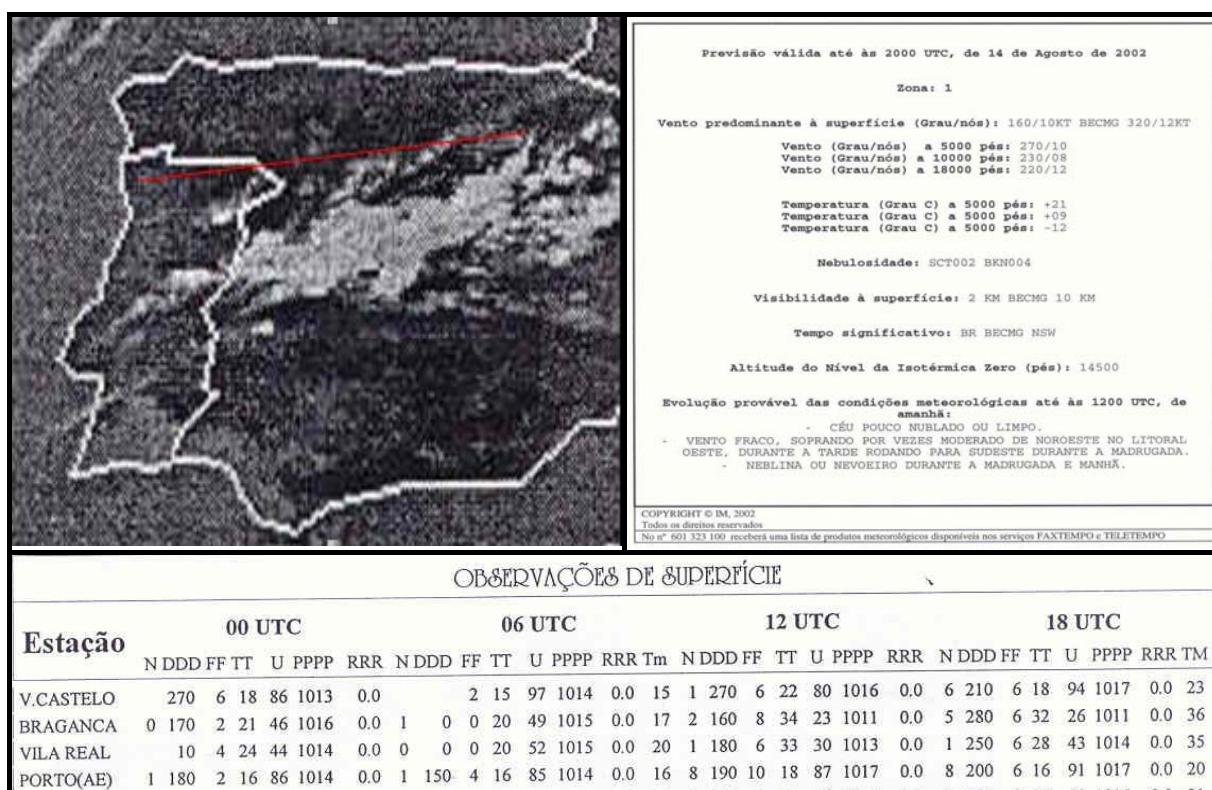 Previsão válida até às 2000 UTC, de 14 de Agosto de 2002
Zona: 1
Vento predominante à superfície (Grau/nós): 160/10KT BECMG 320/12KT
Vento (Grau/nós) a 5000 pés: 270/10
Vento (Grau/nós) a 10000 pés: 230/08
Vento (Grau/nós) a 18000 pés: 220/12
Temperatura (Grau C) a 5000 pés: +21
Temperatura (Grau C) a 5000 pés: +09
Temperatura (Grau C) a 5000 pés: -12
Nebulosidade: SCT002 BKN004
Visibilidade à superfície: 2 KM BECMG 10 KM
Tempo significativo: BR BECMG NSW
Altitude do Nível da Isotérmica Zero (pés): 14500
Evolução provável das condições meteorológicas até às 1200 UTC, de
amanhã:
- CÉU POUCO NUBLADO OU LIMPO.
- VENTO FRACO, SOPRANDO POR VEZES MODERADO DE NOROESTE NO LITORAL
OESTE, DURANTE A TARDE RODANDO PARA SUDESTE DURANTE A MADRUGADA.
- NEBLINA OU NEVOEIRO DURANTE A MADRUGADA E MANHÃ.
COPYRIGHT © IM, 2002
Todos os direitos reservados
No nº 601 323 100 receberá uma lista de produtos meteorológicos disponíveis nos serviços FAXTEMPO e TELETEMPO
OBSERVAÇÕES DE SUPERFÍCIE
Estação 00 UTC 06 UTC 12 UTC 18 UTC
N DDD FF TT U PPPP RRR N DDD FF TT U PPPP RRR Tm N DDD FF TT U PPPP RRR N DDD FF TT U PPPP RRR TM
V.CASTELO 270 6 18 86 1013 0.0 2 15 97 1014 0.0 15 1 270 6 22 80 1016 0.0 6 210 6 18 94 1017 0.0 23
BRAGANCA 0 170 2 21 46 1016 0.0 1 0 0 20 49 1015 0.0 17 2 160 8 34 23 1011 0.0 5 280 6 32 26 1011 0.0 36
VILA REAL 10 4 24 44 1014 0.0 0 0 0 20 52 1015 0.0 20 1 180 6 33 30 1013 0.0 1 250 6 28 43 1014 0.0 35
PORTO(AE) 1 180 2 16 86 1014 0.0 1 150 4 16 85 1014 0.0 16 8 190 10 18 87 1017 0.0 8 200 6 16 91 1017 0.0 20